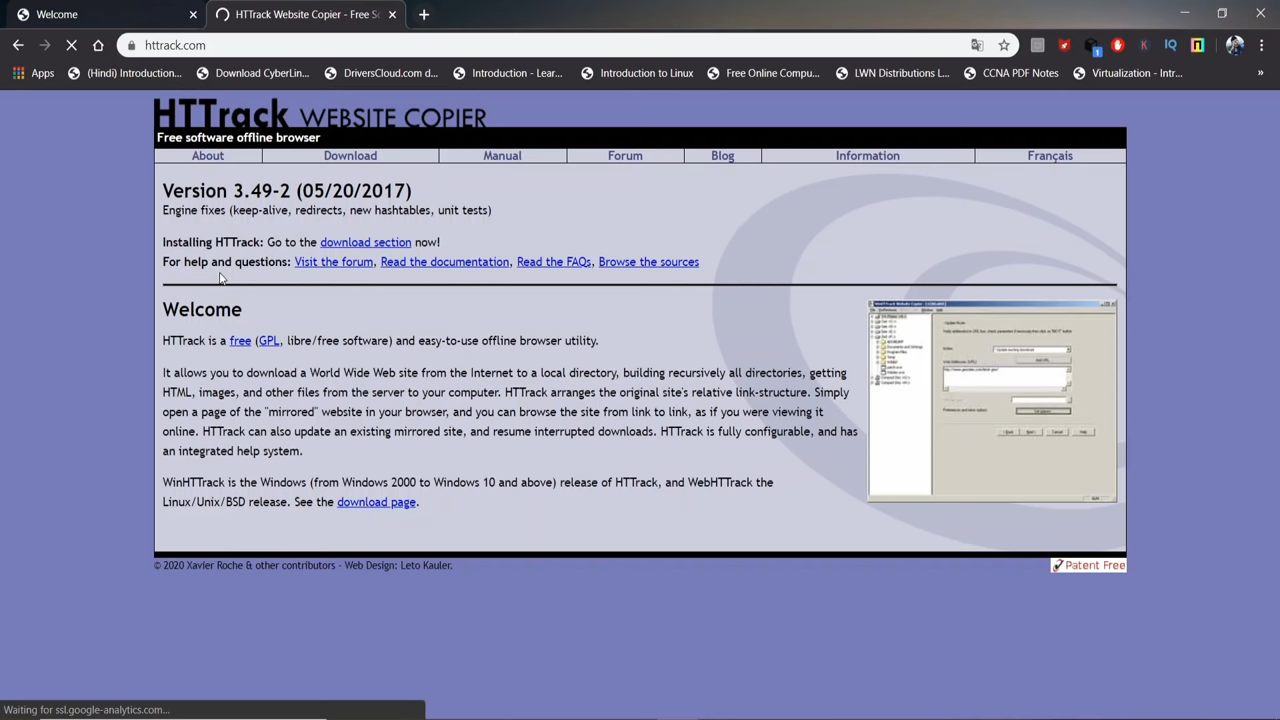 Welcome
HTTrack Website Copier - Free So
httrack.com
Apps
(Hindi) Introduction...
Download CyberLin...
DriversCloud.com d...
Introduction - Lear...
Introduction to Linux
Free Online Compu...
LWN Distributions L...
CCNA PDF Notes
Virtualization - Intr...
»
HTTrack WEBSITE COPIER
Free software offline browser
About
Download
Manual
Forum
Blog
Information
Français
Version 3.49-2 (05/20/2017)
Engine fixes (keep-alive, redirects, new hashtables, unit tests)
Installing HTTrack: Go to the download section now!
For help and questions: Visit the forum, Read the documentation, Read the FAQs, Browse the sources
Welcome
HTTrack is a free (GPL, libre/free software) and easy-to-use offline browser utility.
It allows you to download a World Wide Web site from the Internet to a local directory, building recursively all directories, getting
HTML, images, and other files from the server to your computer. HTTrack arranges the original site's relative link-structure. Simply
open a page of the "mirrored" website in your browser, and you can browse the site from link to link, as if you were viewing it
online. HTTrack can also update an existing mirrored site, and resume interrupted downloads. HTTrack is fully configurable, and has
an integrated help system.
WinHTTrack is the Windows (from Windows 2000 to Windows 10 and above) release of HTTrack, and WebHTTrack the
Linux/Unix/BSD release. See the download page.
© 2020 Xavier Roche & other contributors - Web Design: Leto Kauler.
Patent Free
Waiting for ssl.google-analytics.com...